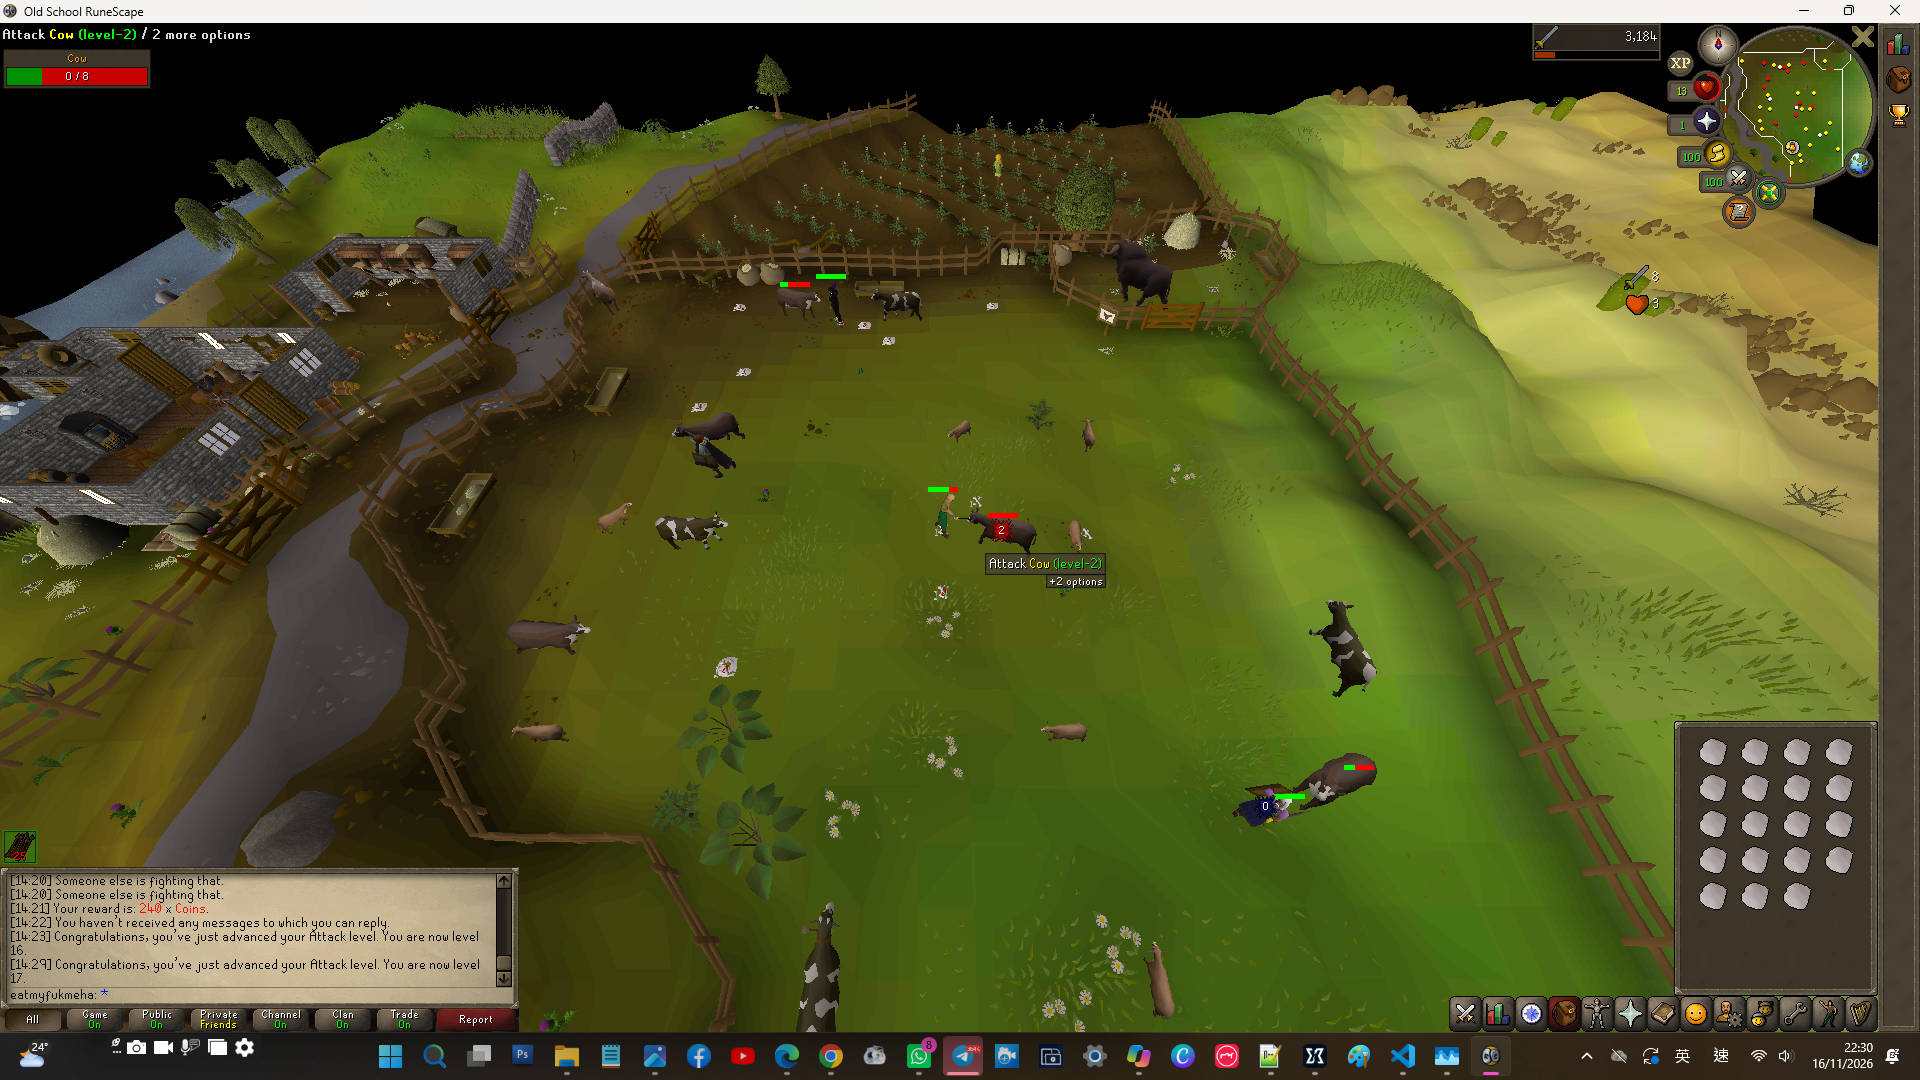 Old School RuneScape
Attack Cow (level-2) / 2 more options
Cow
0 / 8
3,184
N
XP
13
1
100
100
8
3
2
Attack Cow (level-2)
+2 options
0
[14:20] Someone else is fighting that.
[14:20] Someone else is fighting that.
[14:21] Your reward is: 240 x Coins.
[14:22] You haven't received any messages to which you can reply.
[14:23] Congratulations, you've just advanced your Attack level. You are now level
16.
[14:29] Congratulations, you've just advanced your Attack level. You are now level
17.
eatmyfukmeha: *
All
Game
On
Public
On
Private
Friends
Channel
On
Clan
On
Trade
On
Report
24°
Ps
8
英
速
22:30
16/11/2026